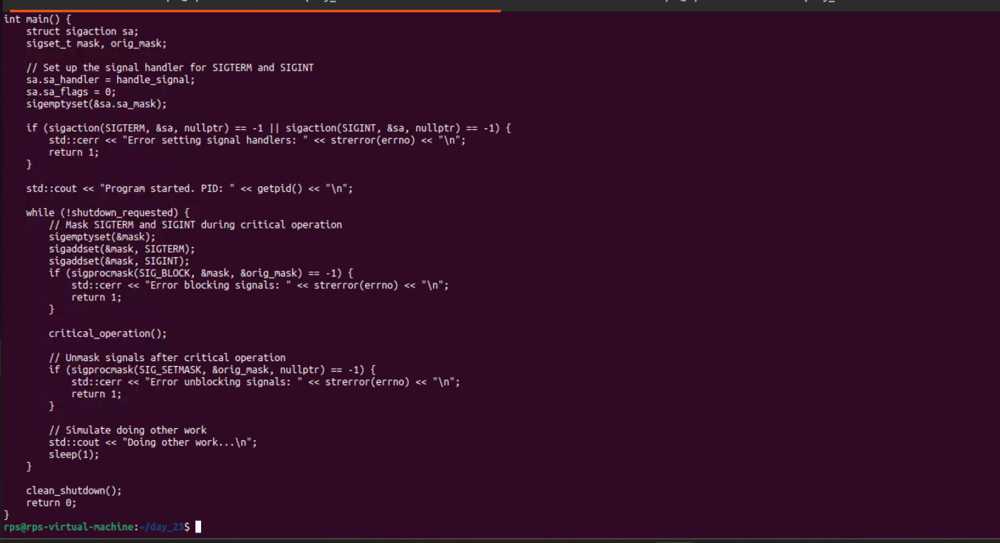 int main() {
    struct sigaction sa;
    sigset_t mask, orig_mask;

    // Set up the signal handler for SIGTERM and SIGINT
    sa.sa_handler = handle_signal;
    sa.sa_flags = 0;
    sigemptyset(&sa.sa_mask);

    if (sigaction(SIGTERM, &sa, nullptr) == -1 || sigaction(SIGINT, &sa, nullptr) == -1) {
        std::cerr << "Error setting signal handlers: " << strerror(errno) << "\n";
        return 1;
    }

    std::cout << "Program started. PID: " << getpid() << "\n";

    while (!shutdown_requested) {
        // Mask SIGTERM and SIGINT during critical operation
        sigemptyset(&mask);
        sigaddset(&mask, SIGTERM);
        sigaddset(&mask, SIGINT);
        if (sigprocmask(SIG_BLOCK, &mask, &orig_mask) == -1) {
            std::cerr << "Error blocking signals: " << strerror(errno) << "\n";
            return 1;
        }

        critical_operation();

        // Unmask signals after critical operation
        if (sigprocmask(SIG_SETMASK, &orig_mask, nullptr) == -1) {
            std::cerr << "Error unblocking signals: " << strerror(errno) << "\n";
            return 1;
        }

        // Simulate doing other work
        std::cout << "Doing other work...\n";
        sleep(1);
    }

    clean_shutdown();
    return 0;
}
rps@rps-virtual-machine:~/day_23$